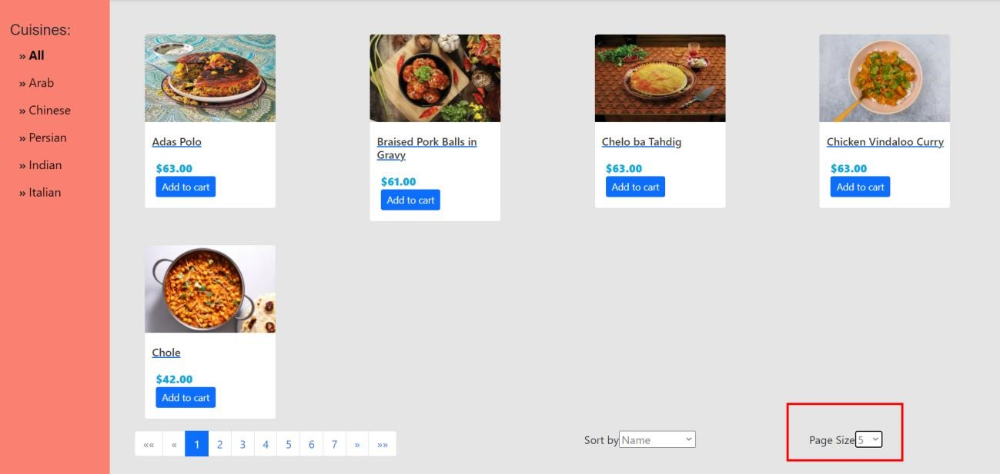 Cuisines:
» All
» Arab
» Chinese
» Persian
» Indian
» Italian
Adas Polo
$63.00
Add to cart
Braised Pork Balls in
Gravy
$61.00
Add to cart
Chelo ba Tahdig
$63.00
Add to cart
Chicken Vindaloo Curry
$63.00
Add to cart
Chole
$42.00
Add to cart
«« « 1 2 3 4 5 6 7 » »»
Sort by Name
Page Size 5